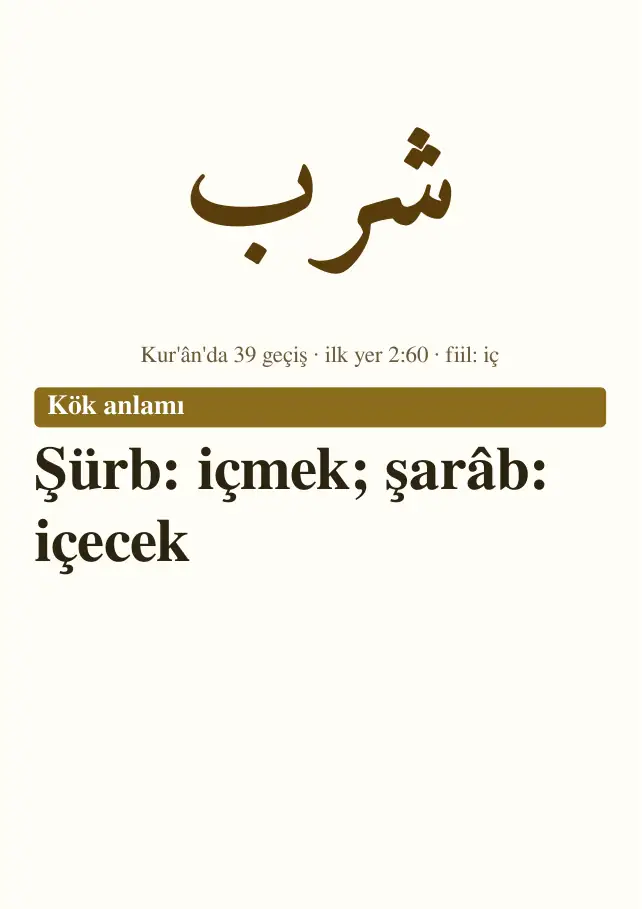 شرب
Kur'ân'da 39 geçiş · ilk yer 2:60 · fiil: iç
Kök anlamı
Şürb: içmek; şarâb:
içecek